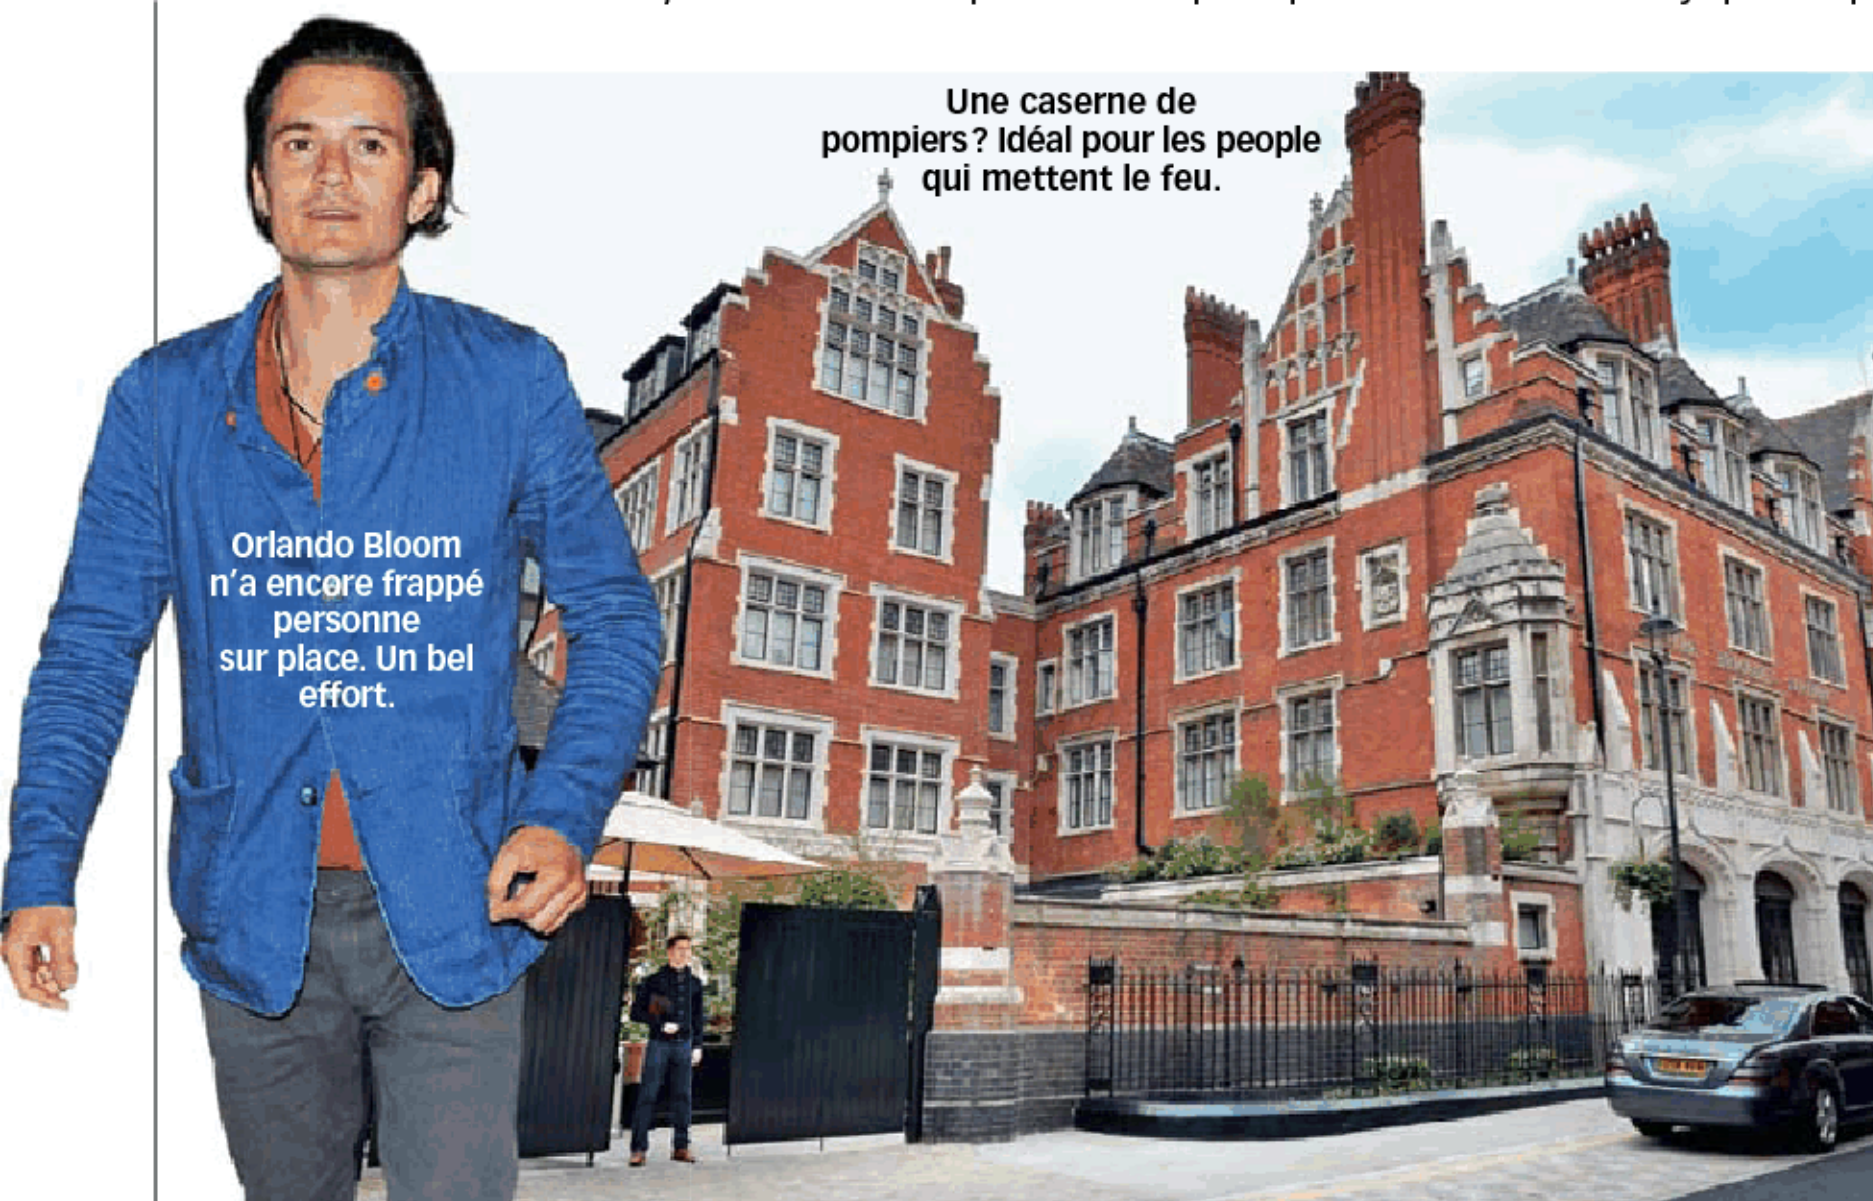 Une caserne de
pompiers ? Idéal pour les people
qui mettent le feu.
Orlando Bloom
n’a encore frappé
personne
sur place. Un bel
effort.